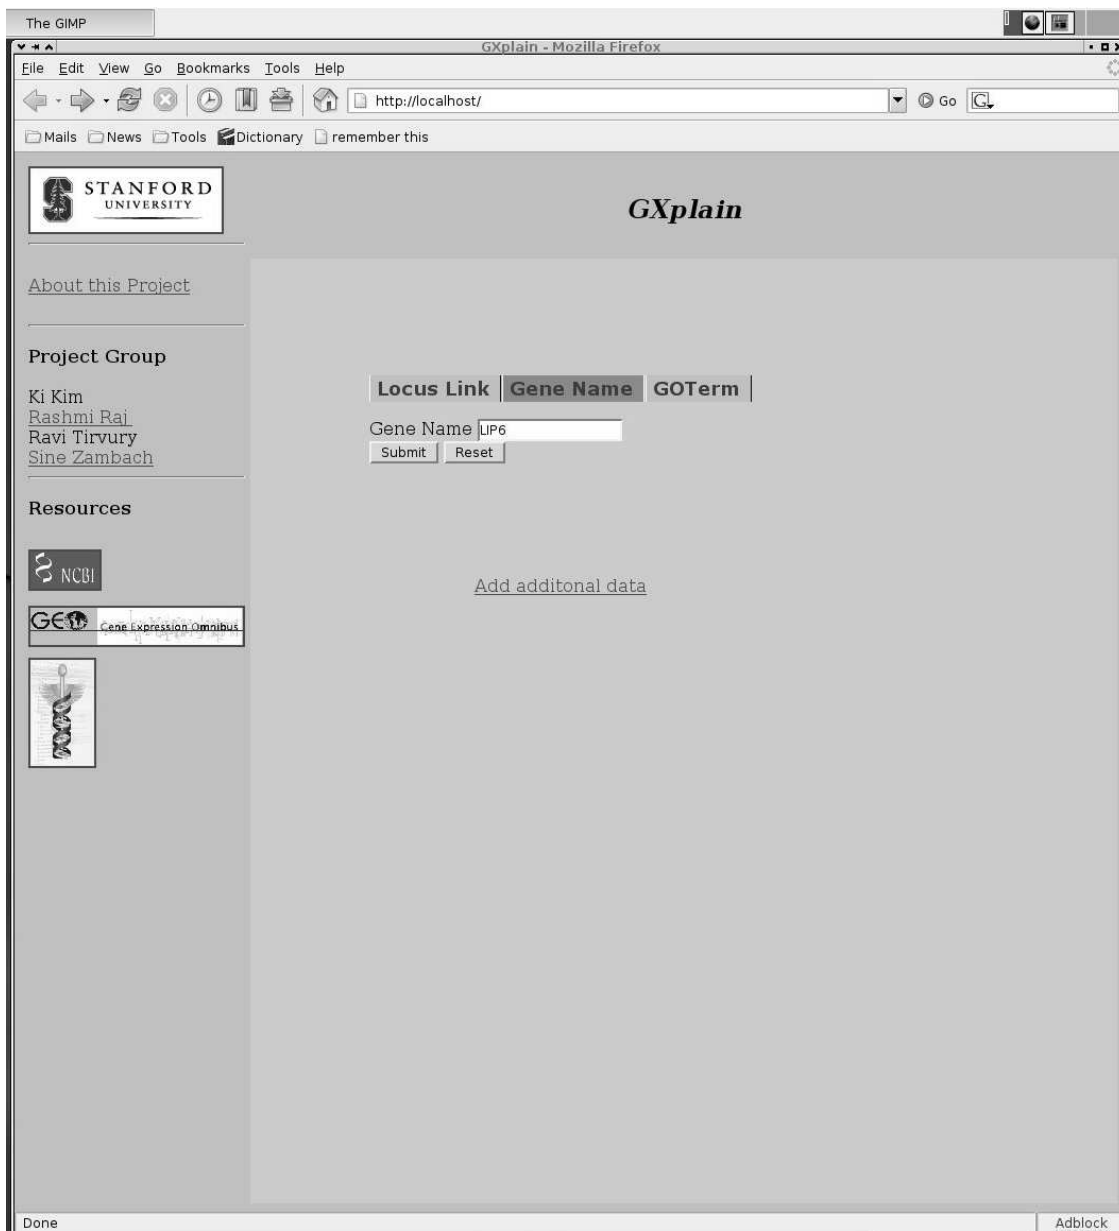 The GIMP
GXplain - Mozilla Firefox
File Edit View Go Bookmarks Tools Help
http://localhost/ Go G
Mails News Tools Dictionary remember this
STANFORD
UNIVERSITY
GXplain
About this Project
Project Group
Ki Kim
Rashmi Raj
Ravi Tirvury
Sine Zambach
Resources
NCBI
GEO Gene Expression Omnibus
Locus Link Gene Name GOTerm
Gene Name LIP6
Submit Reset
Add additonal data
Done Adblock